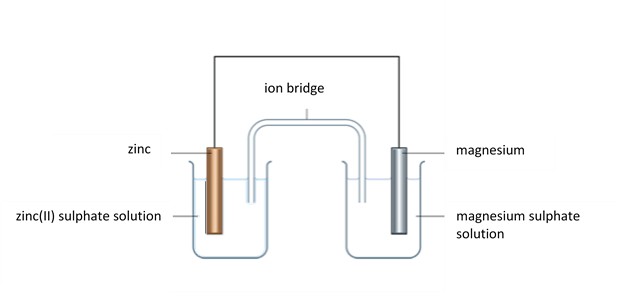 ion bridge
zinc
magnesium
zinc(II) sulphate solution
magnesium sulphate
solution